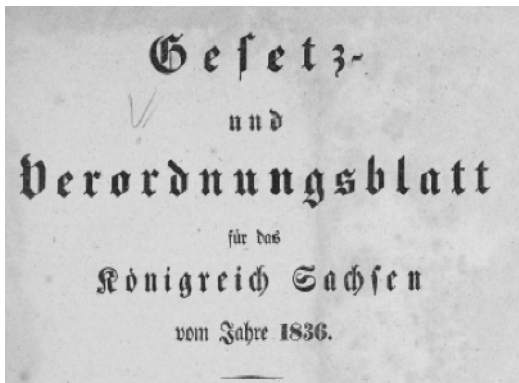 Gesetz-
und
Verordnungsblatt
für das
Königreich Sachsen
vom Jahre 1836.